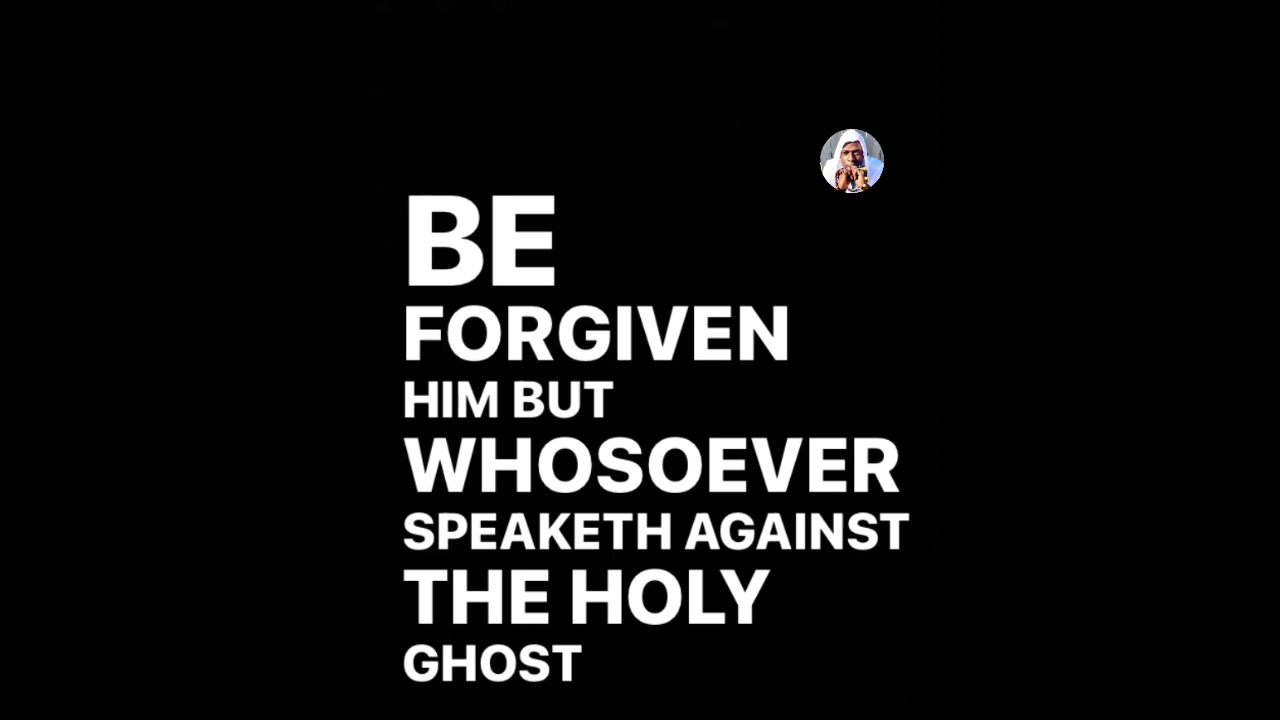 BE
FORGIVEN
HIM BUT
WHOSOEVER
SPEAKETH AGAINST
THE HOLY
GHOST